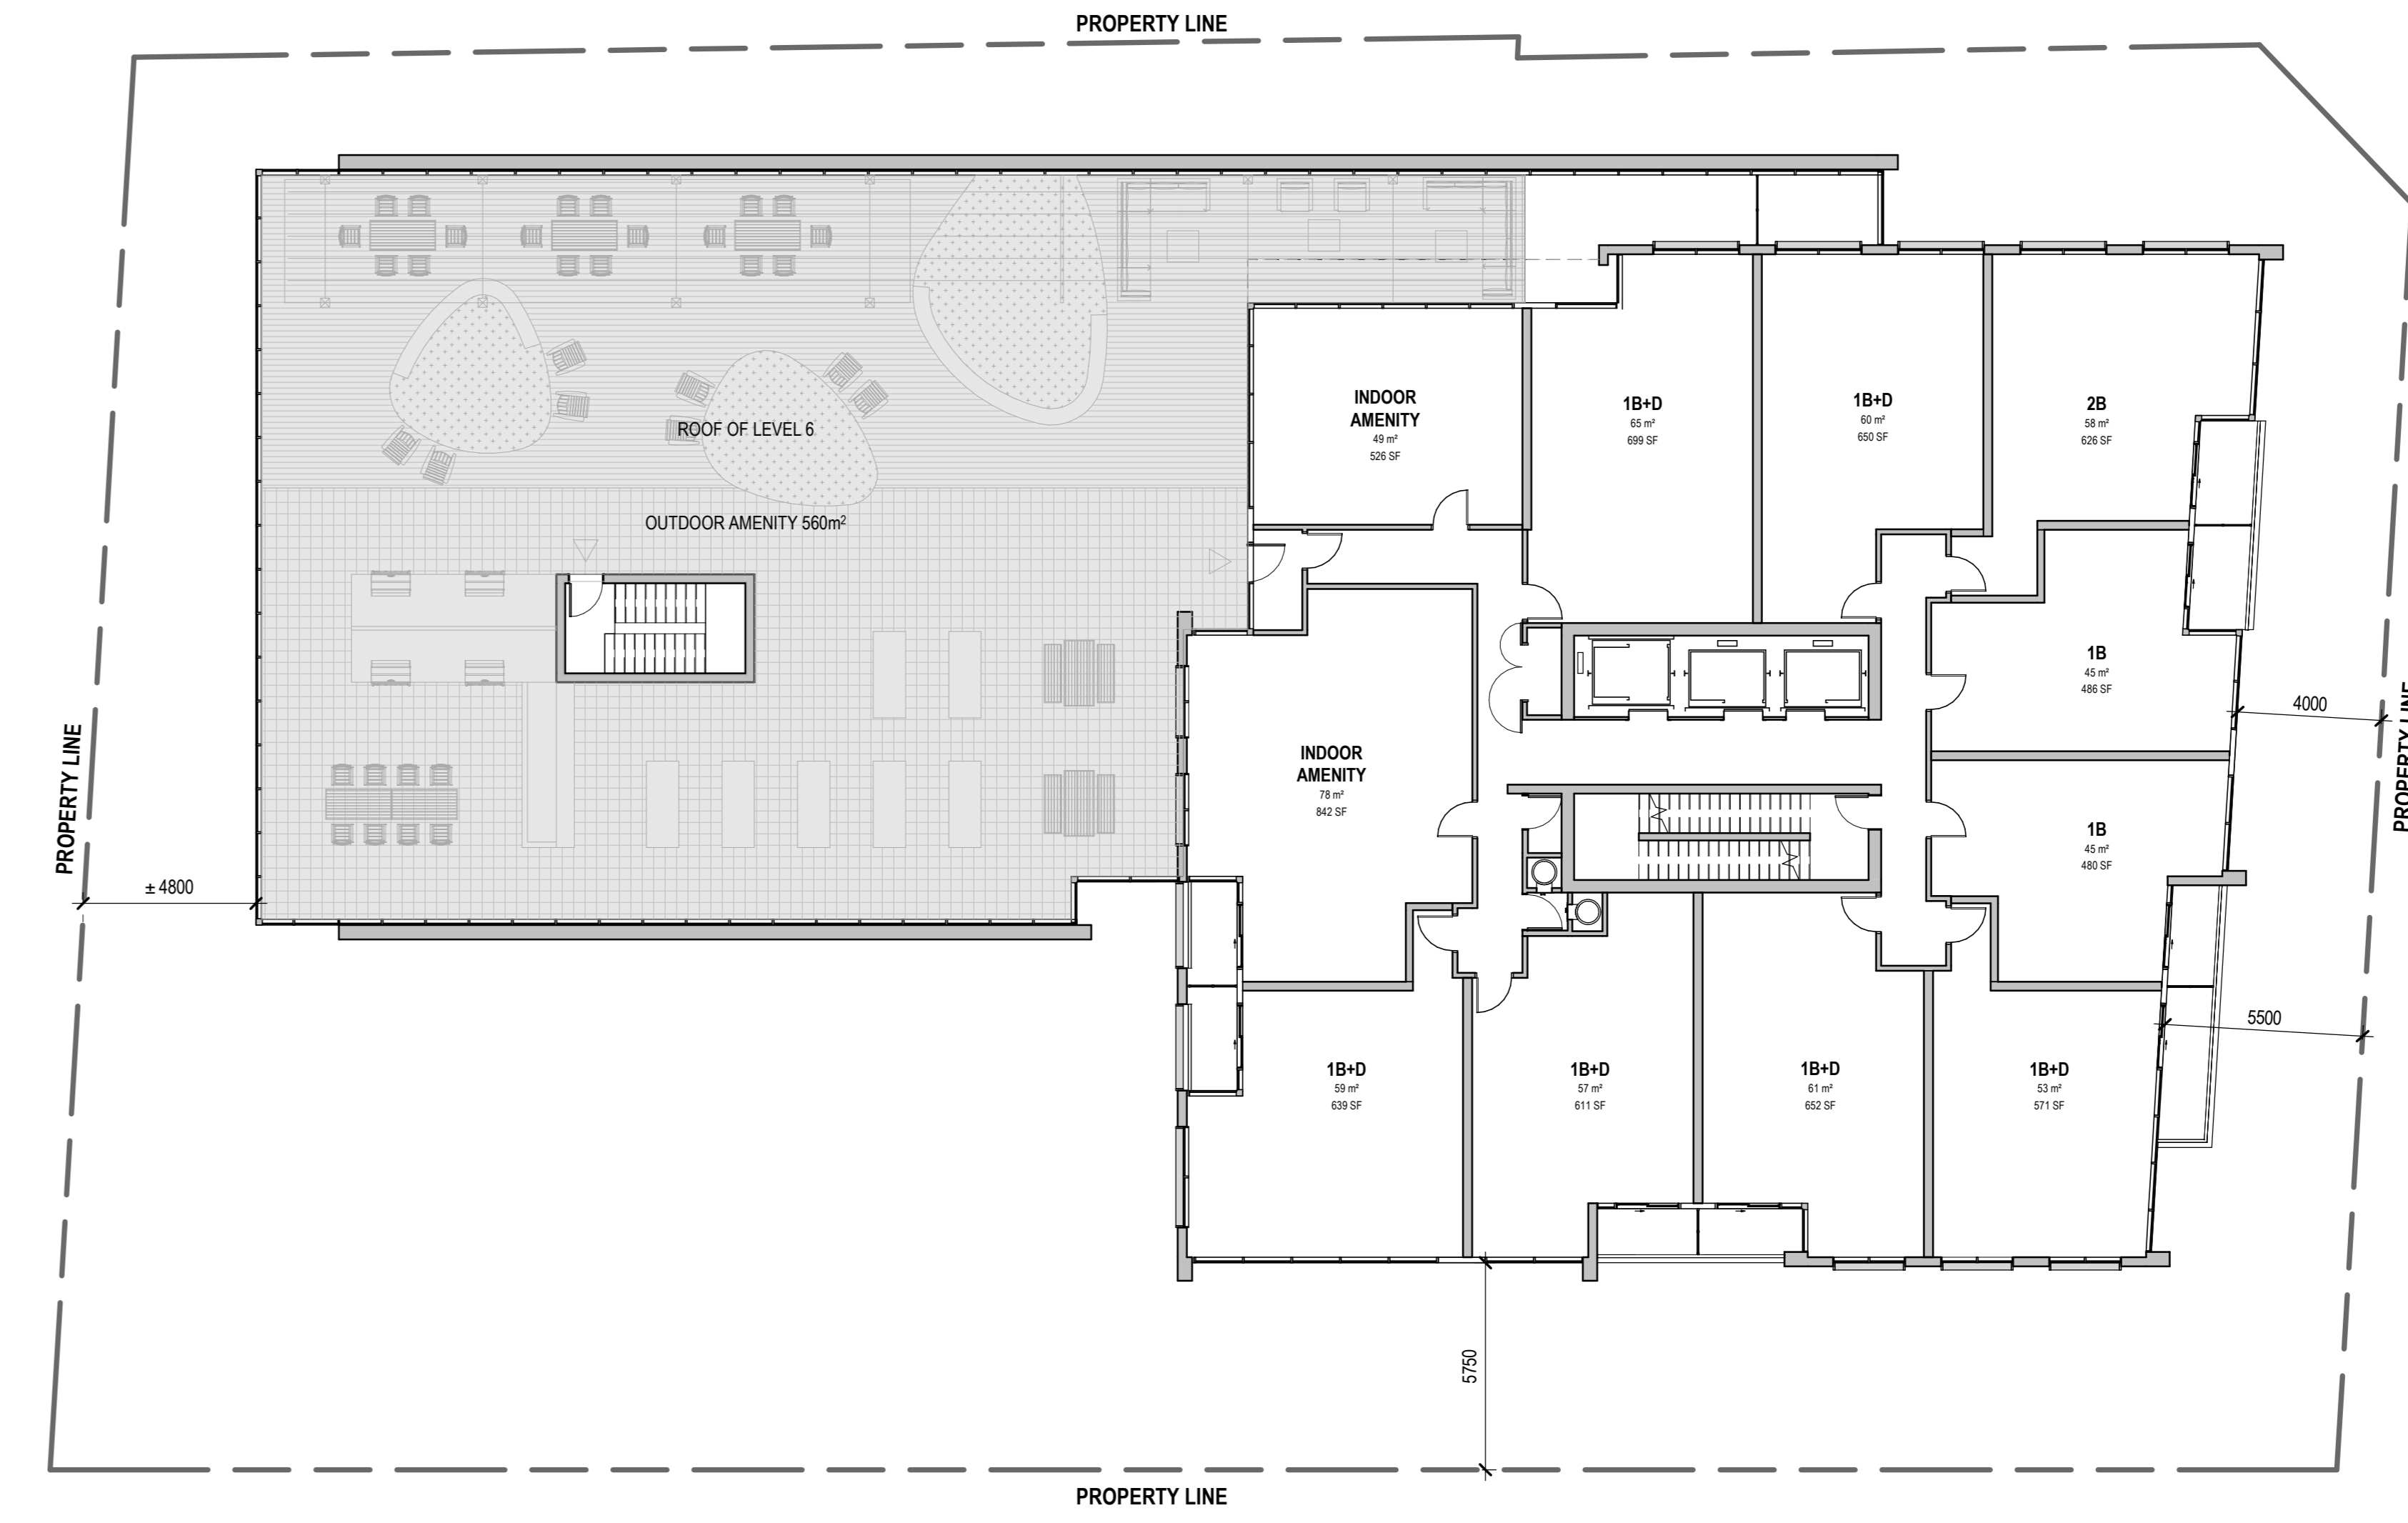 PROPERTY LINE
INDOOR
AMENITY
49 m²
526 SF
1B+D
65 m²
699 SF
1B+D
60 m²
650 SF
2B
58 m²
626 SF
ROOF OF LEVEL 6
OUTDOOR AMENITY 560m²
1B
45 m²
486 SF
4000
PROPERTY LINE
PROPERTY LINE
INDOOR
AMENITY
78 m²
842 SF
1B
45 m²
480 SF
± 4800
5500
1B+D
59 m²
639 SF
1B+D
57 m²
611 SF
1B+D
61 m²
652 SF
1B+D
53 m²
571 SF
5750
PROPERTY LINE